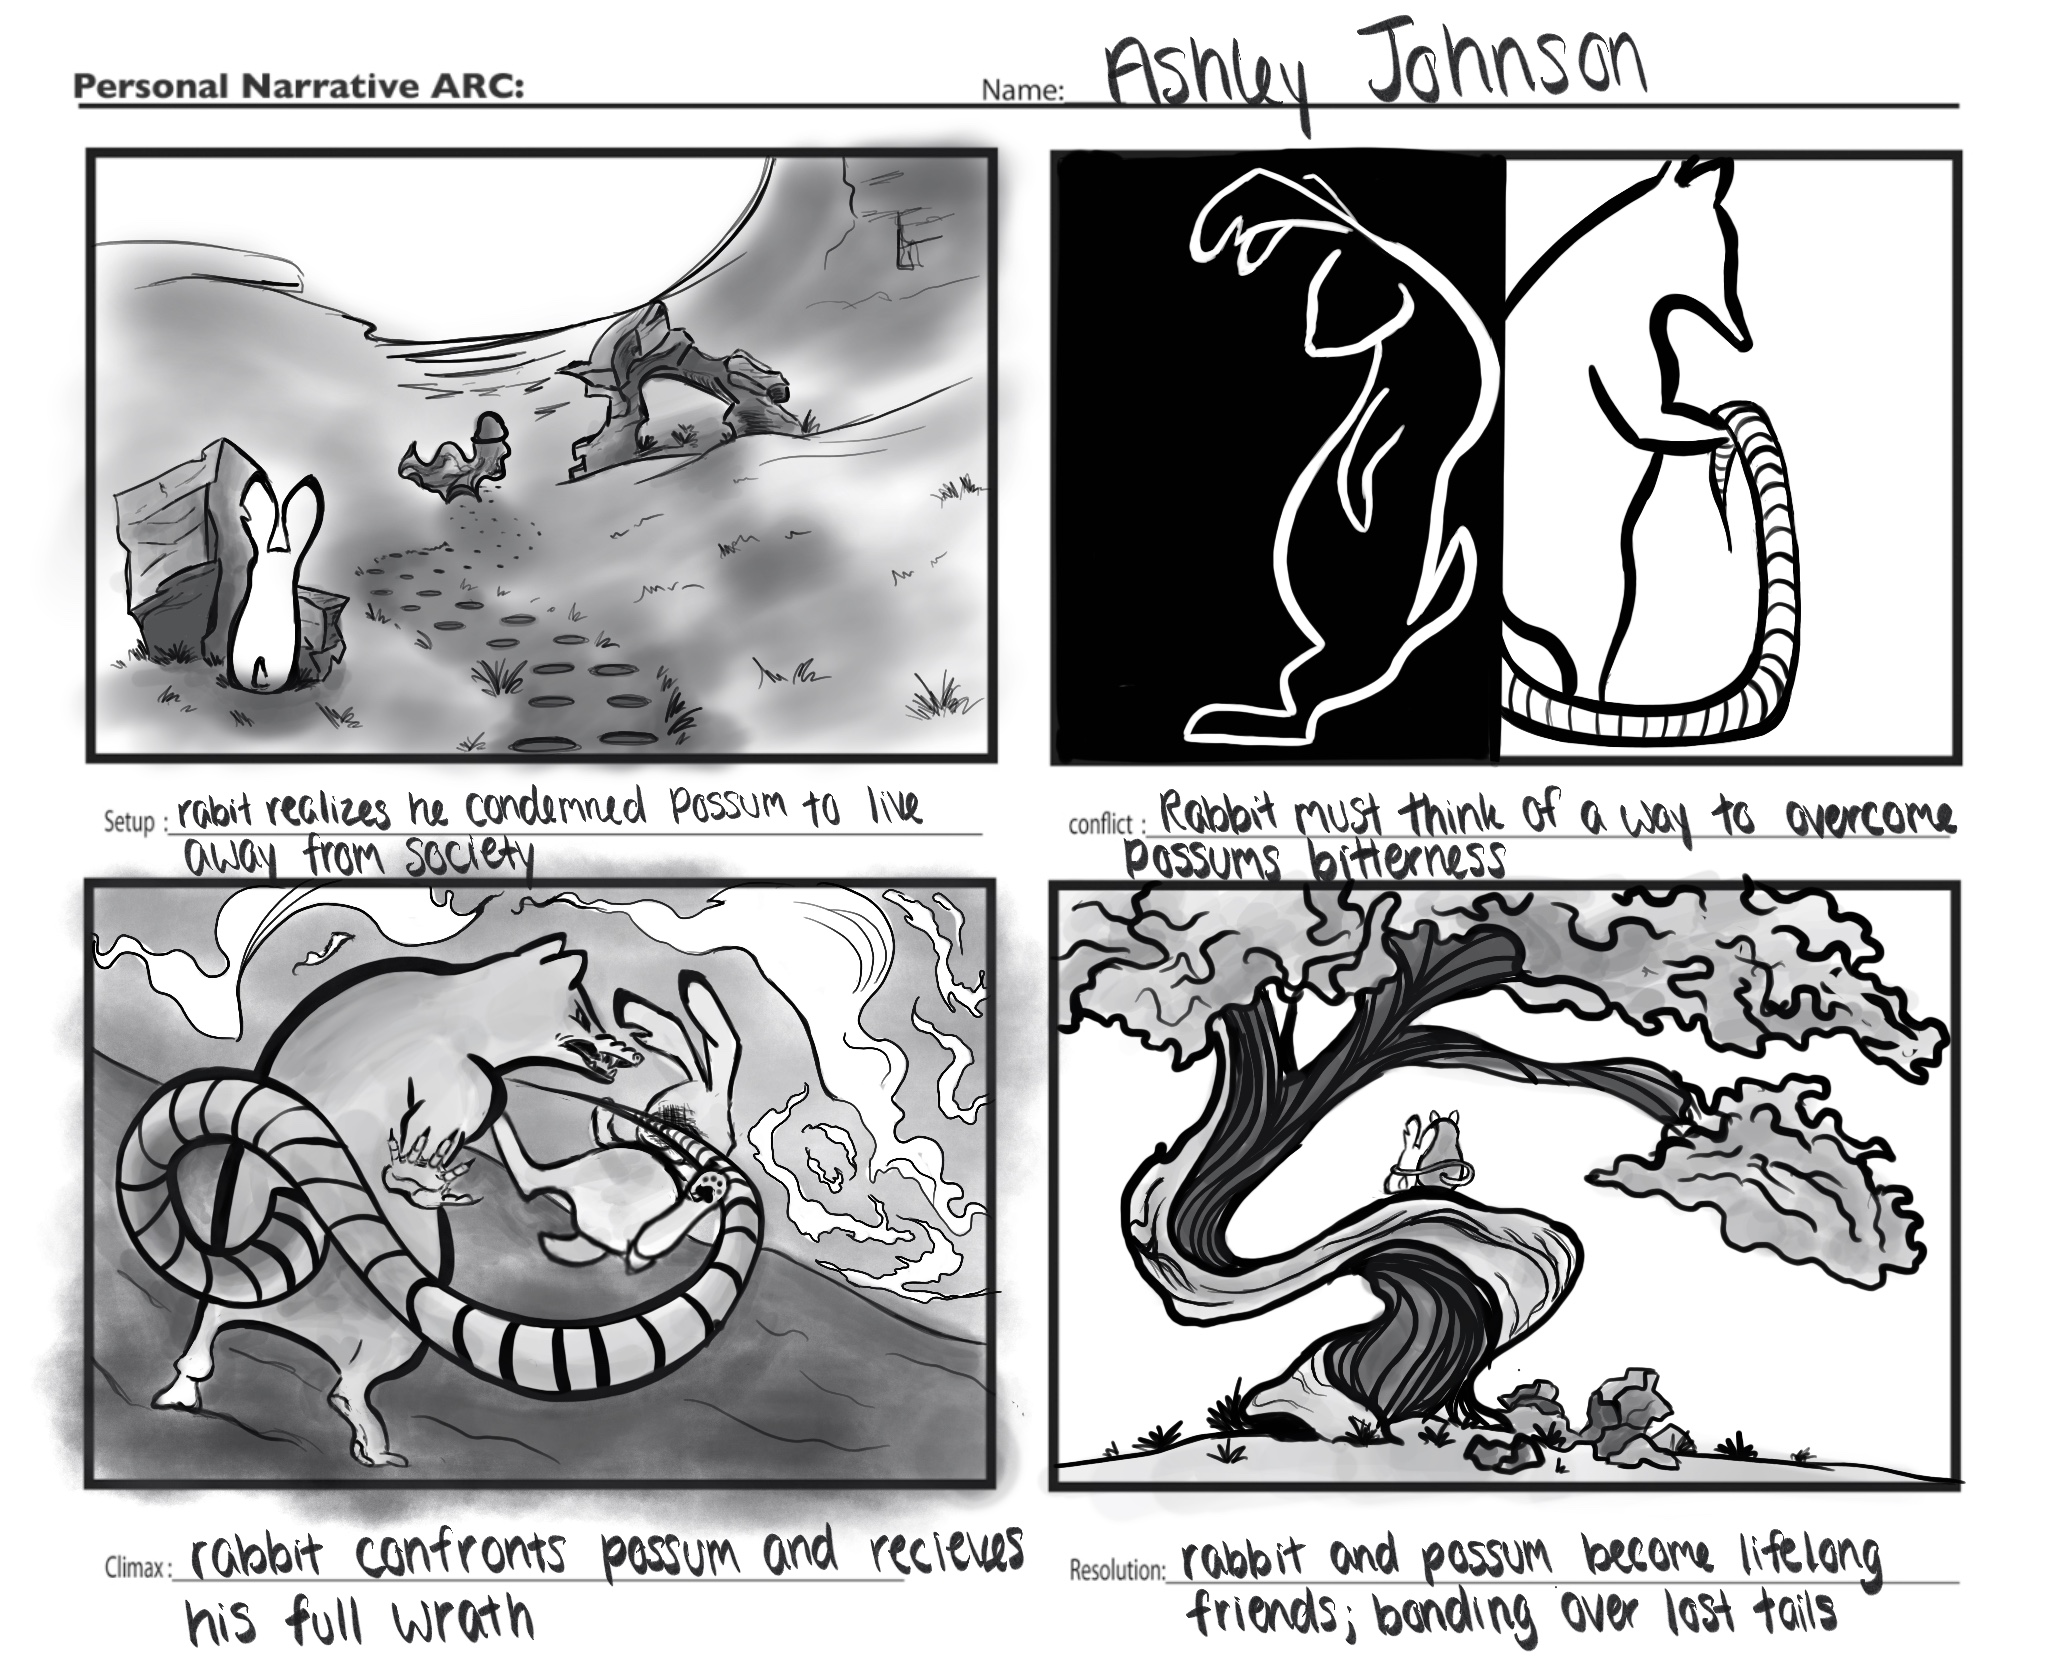 Personal Narrative ARC:
Name: Ashley Johnson
Setup : rabit realizes he condemned possum to live
away from society
conflict : Rabbit must think of a way to overcome
possums bitterness
Climax: rabbit confronts possum and recieves
his full wrath
Resolution: rabbit and possum become lifelong
friends; bonding over lost tails